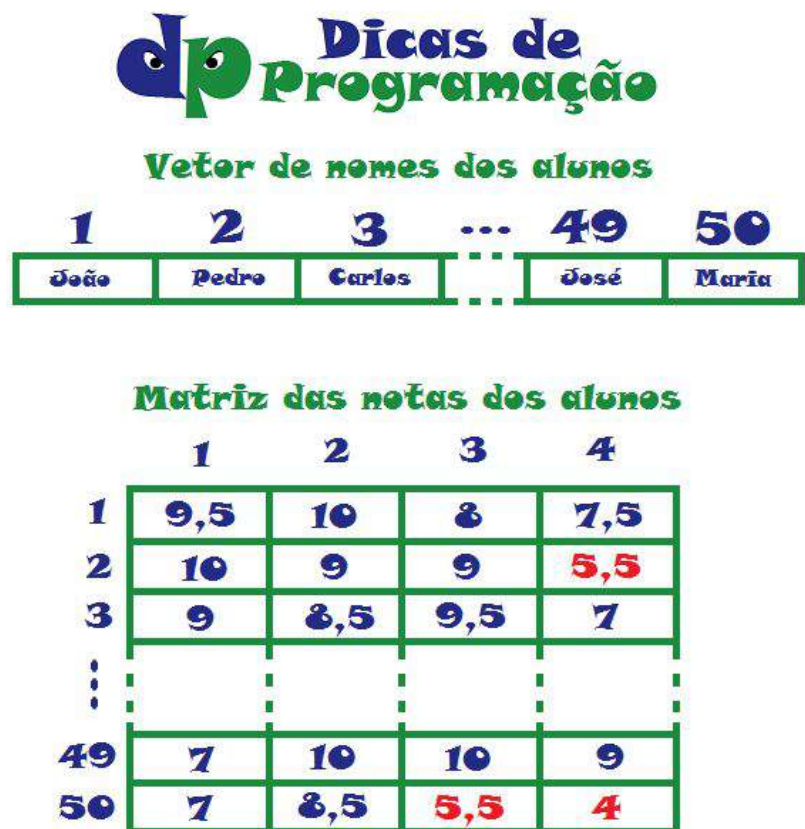 dp Dicas de
Programação
Vetor de nomes dos alunos
1 2 3 ... 49 50
João Pedro Carlos José Maria
Matriz das notas dos alunos
1 2 3 4
1 9,5 10 8 7,5
2 10 9 9 5,5
3 9 8,5 9,5 7
⋮
49 7 10 10 9
50 7 8,5 5,5 4